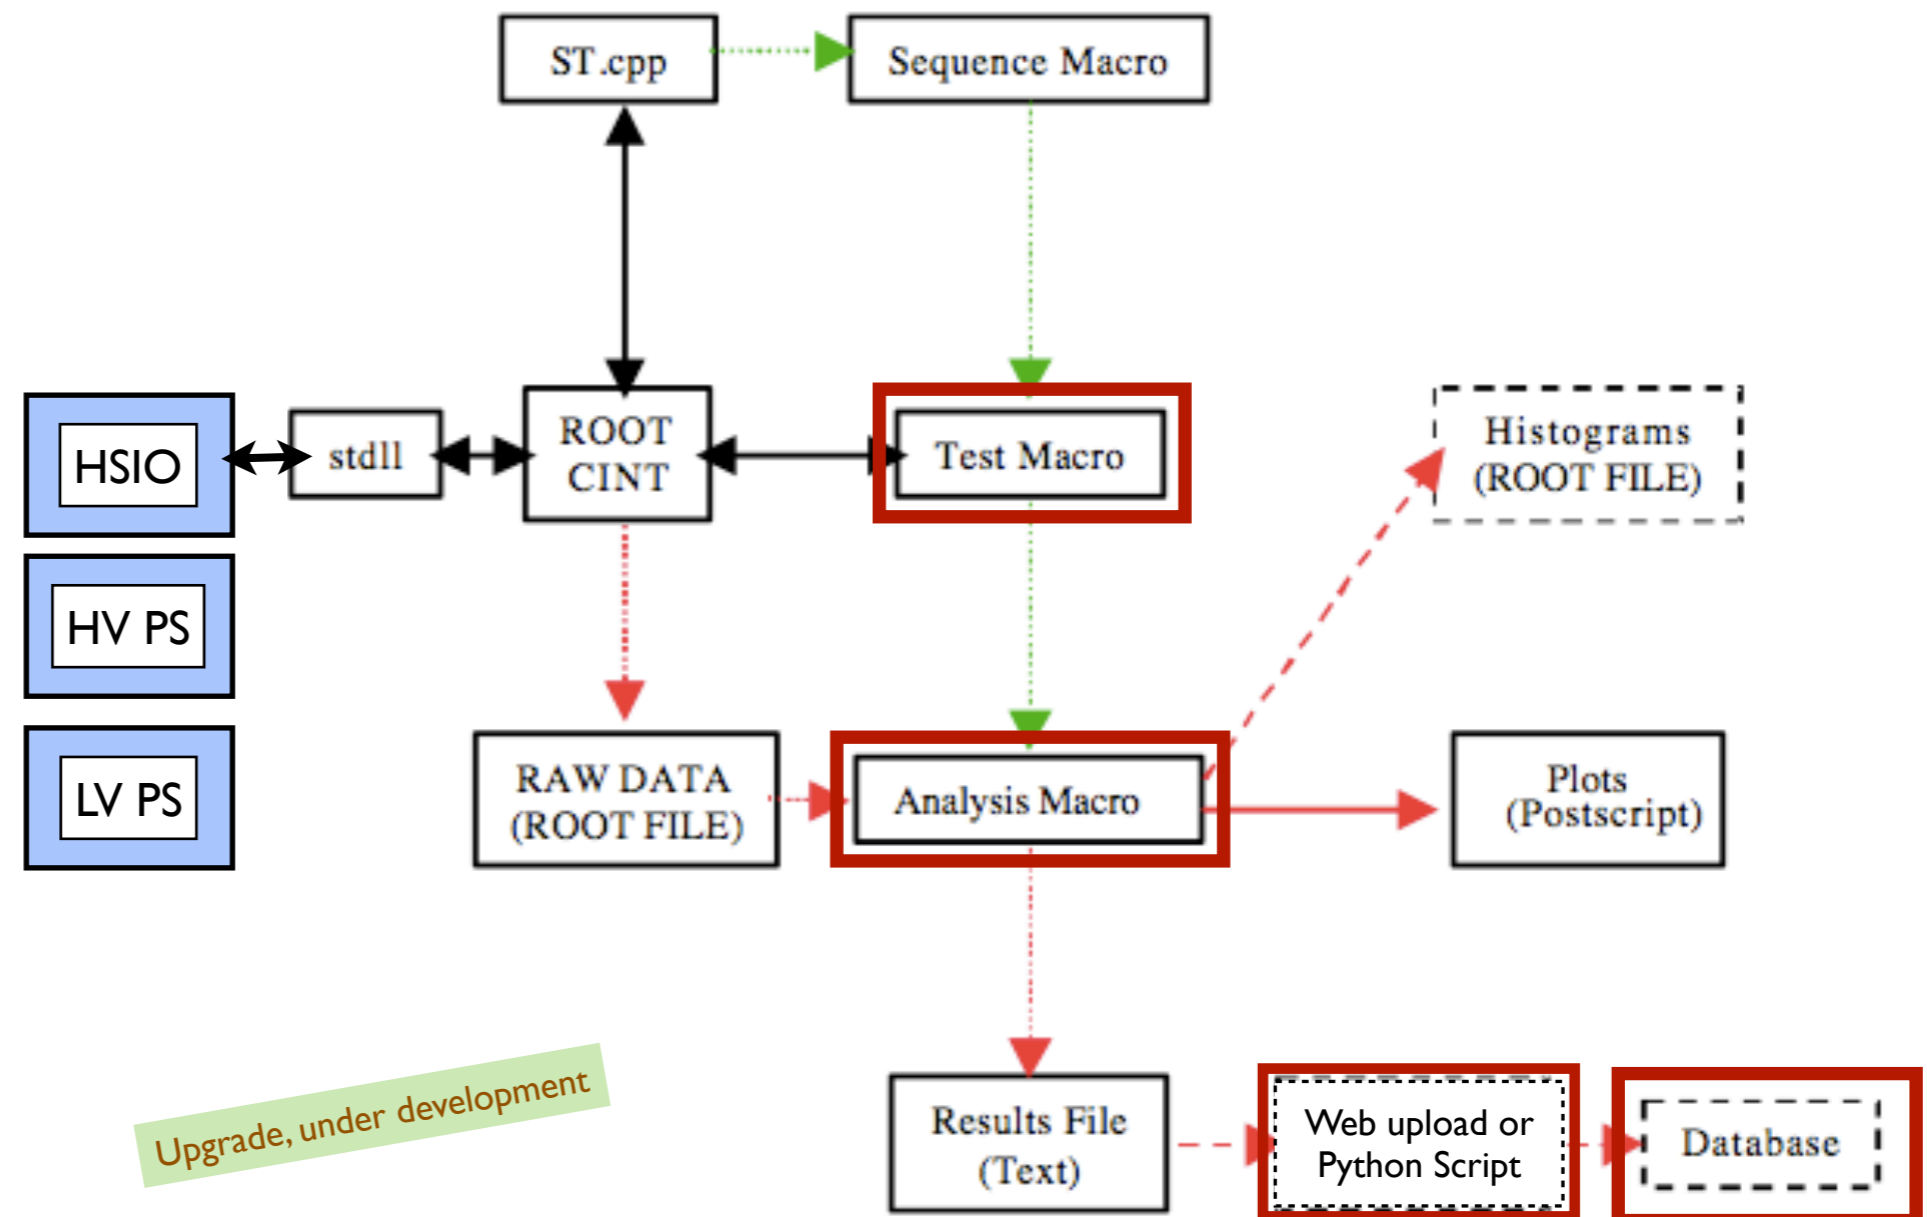 ST.cpp
Sequence Macro
HSIO
stdll
ROOT
CINT
Test Macro
Histograms
(ROOT FILE)
HV PS
LV PS
RAW DATA
(ROOT FILE)
Analysis Macro
Plots
(Postscript)
Upgrade, under development
Results File
(Text)
Web upload or
Python Script
Database